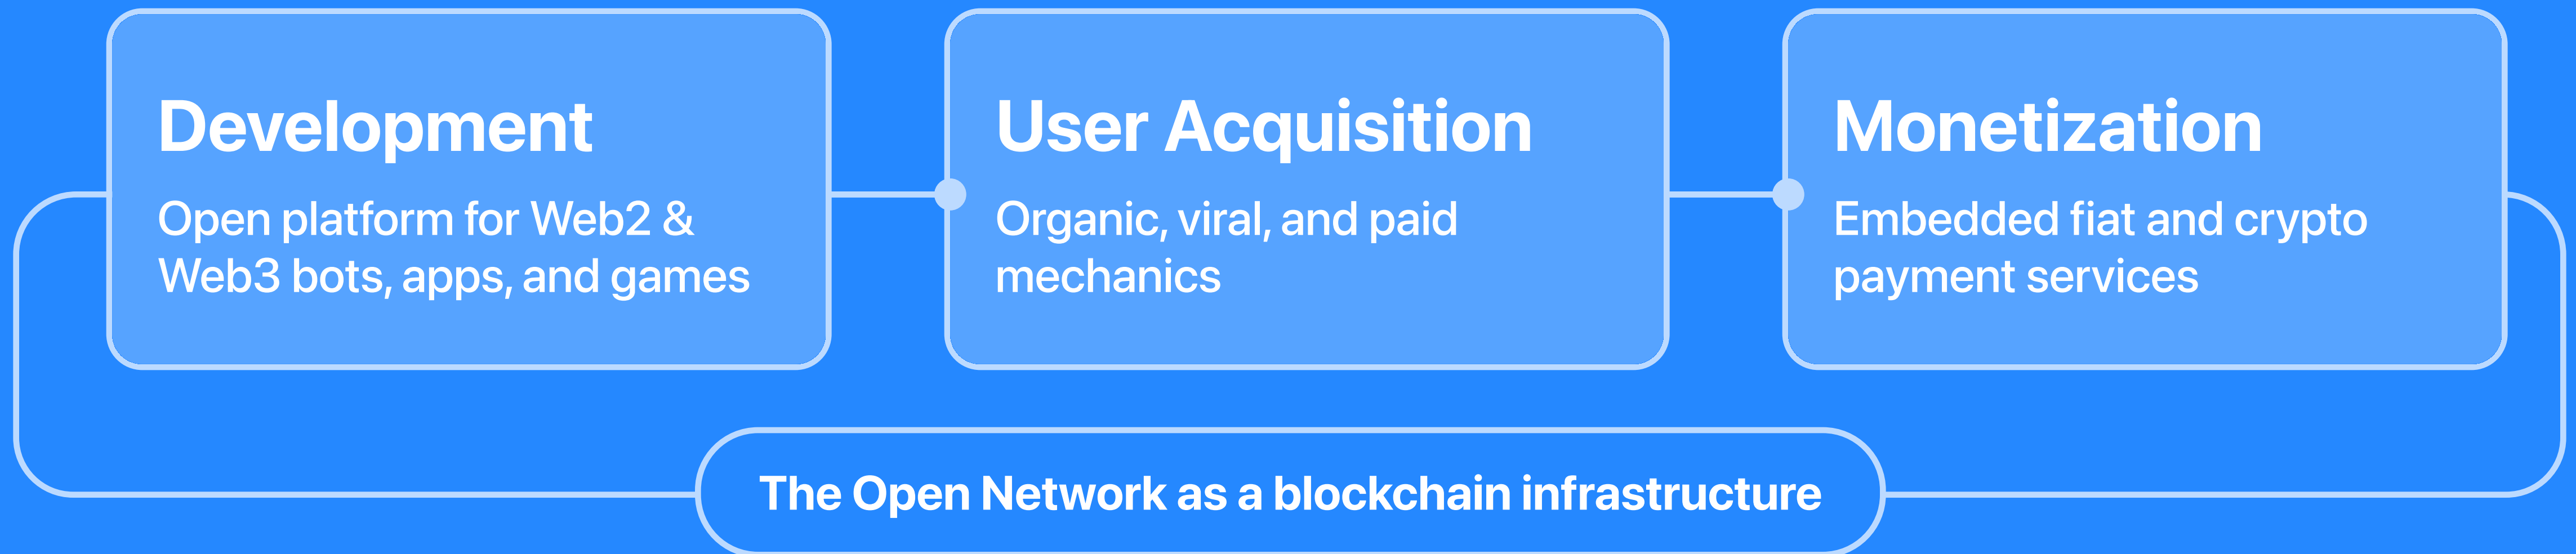 Development
Open platform for Web2 &
Web3 bots, apps, and games
User Acquisition
Organic, viral, and paid
mechanics
Monetization
Embedded fiat and crypto
payment services
The Open Network as a blockchain infrastructure